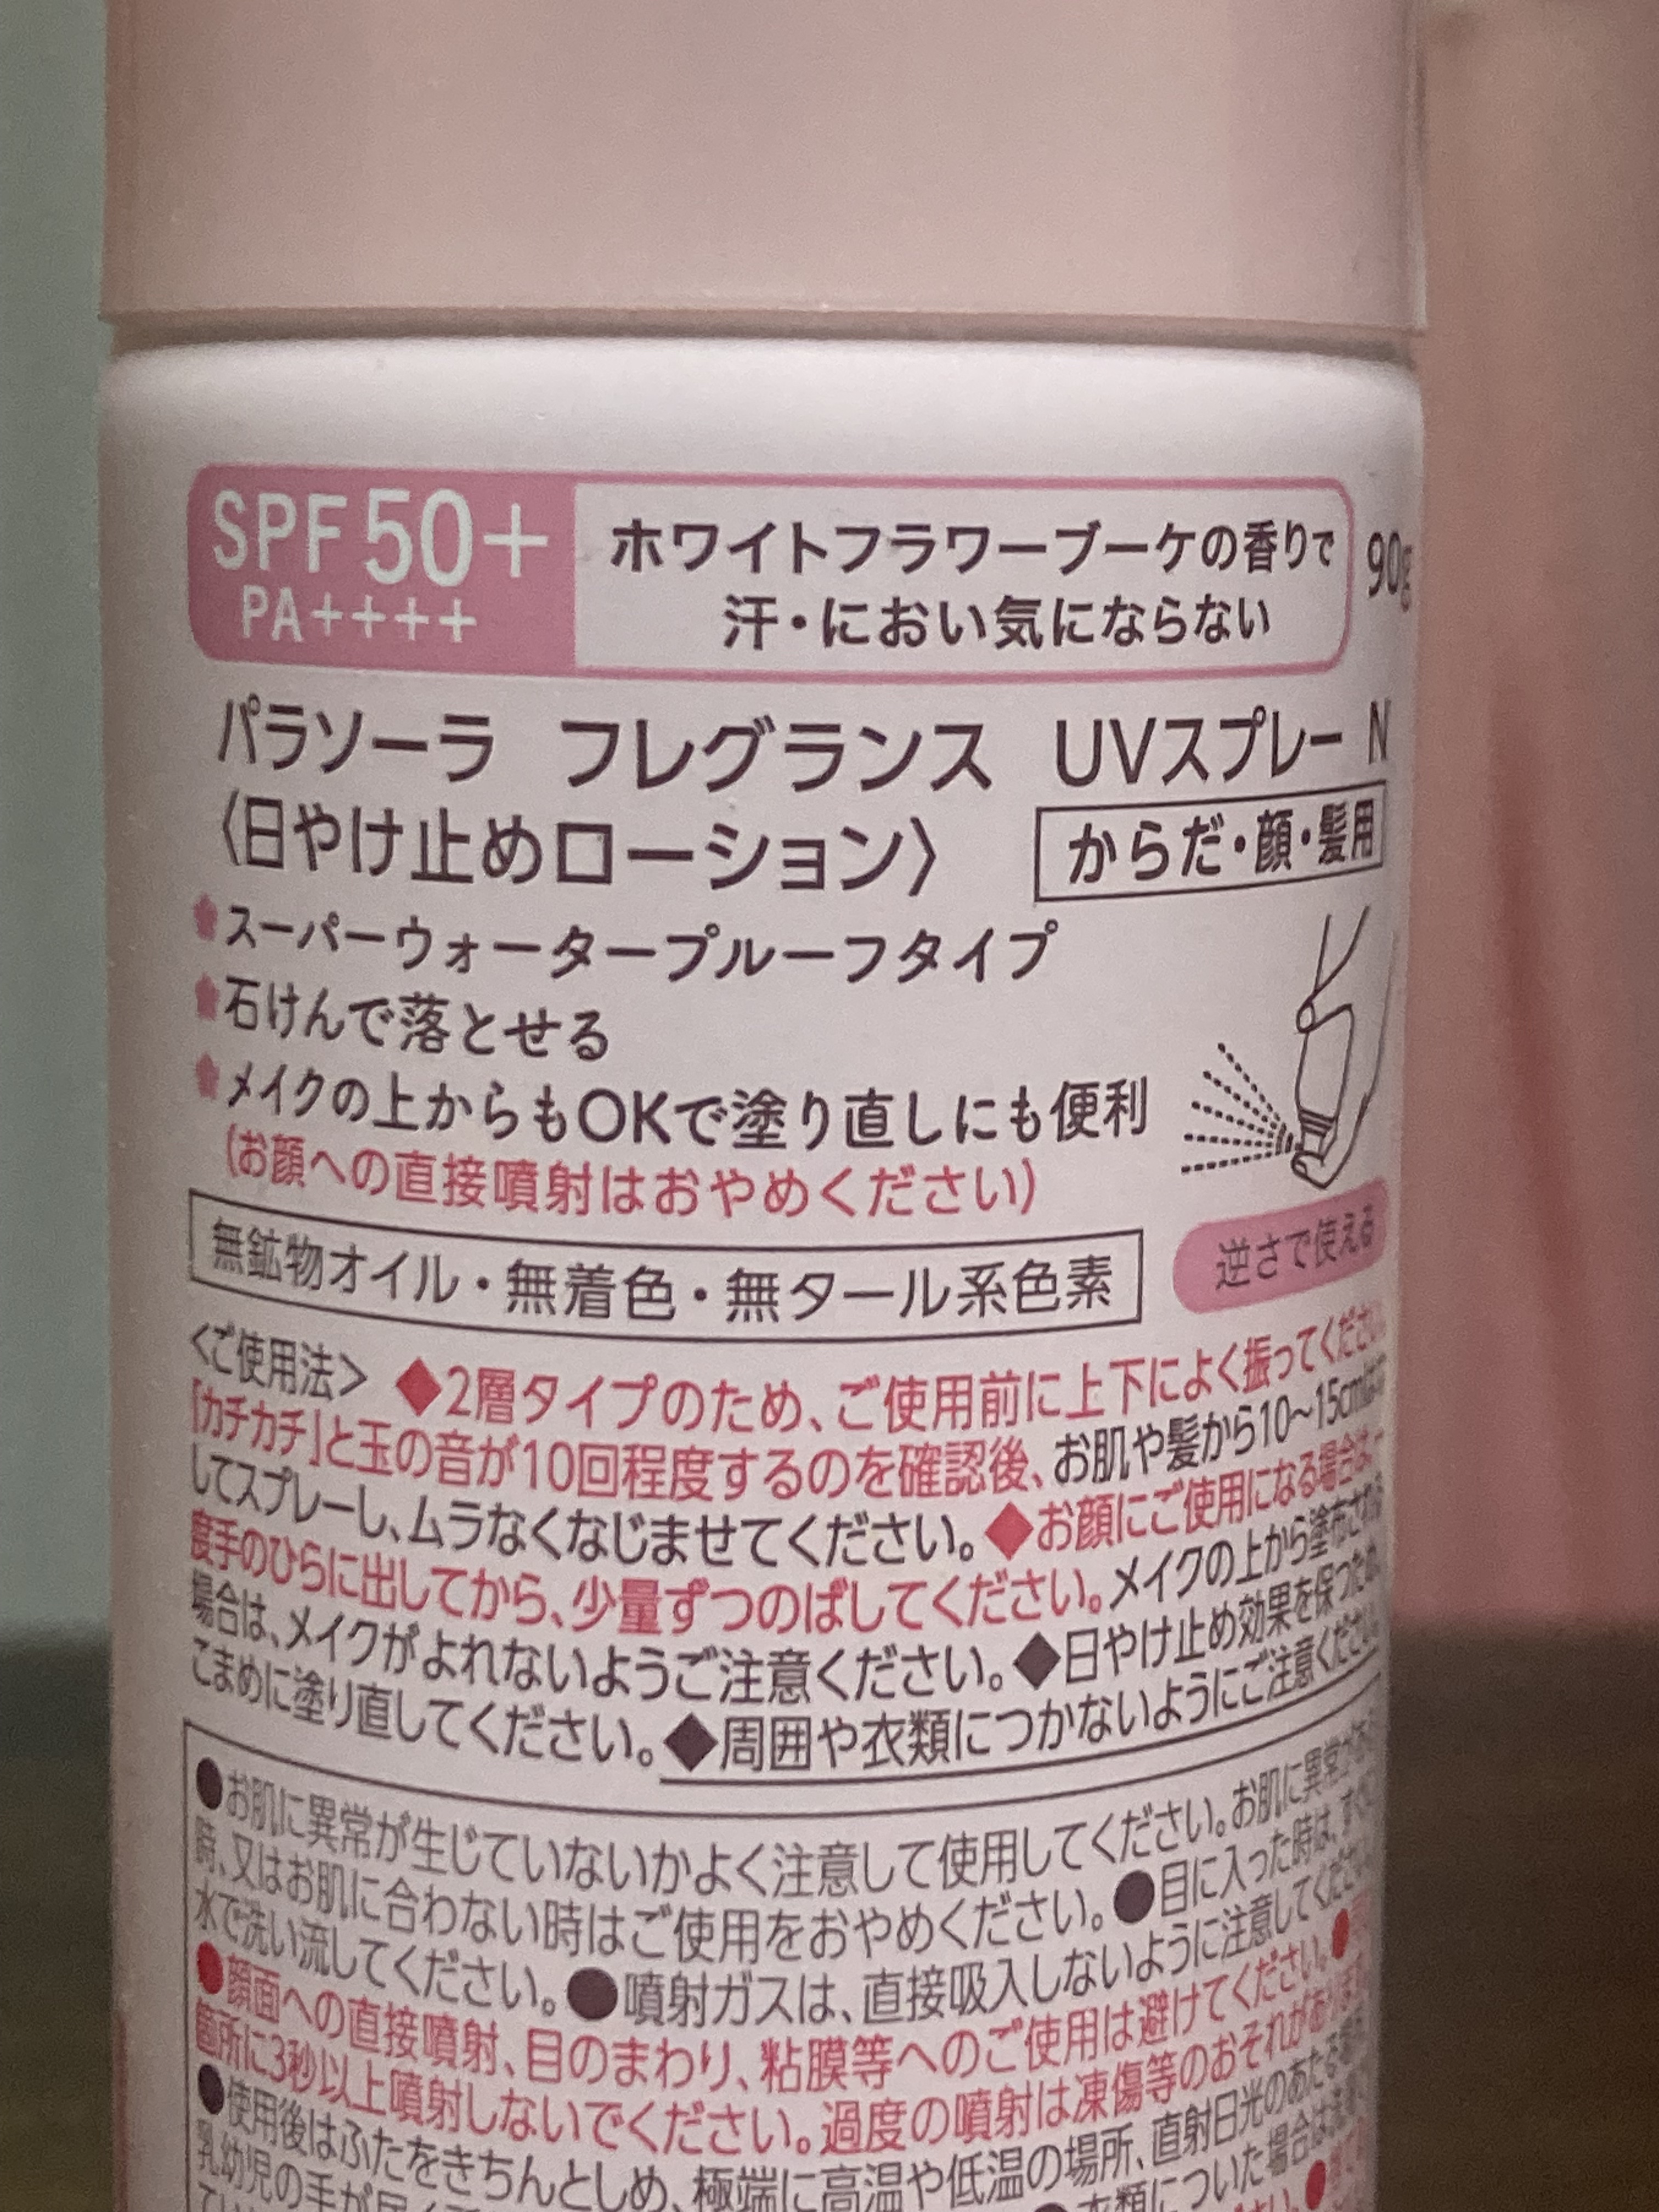 SPF50+
PA++++
ホワイトフラワーブーケの香りで
汗・におい気にならない
90g
パラソーラ フレグランス UVスプレー N
〈日やけ止めローション〉
からだ・顔・髪用
スーパーウォータープルーフタイプ
石けんで落とせる
メイクの上からもOKで塗り直しにも便利
(お顔への直接噴射はおやめください)
逆さで使える
無鉱物オイル・無着色・無タール系色素
<ご使用法> ◆2層タイプのため、ご使用前に上下によく振ってください
「カチカチ」と玉の音が10回程度するのを確認後、お肌や髪から10~15cm
してスプレーし、ムラなくなじませてください。◆お顔にご使用になる場合は
度手のひらに出してから、少量ずつのばしてください。メイクの上から塗布される
場合は、メイクがよれないようご注意ください。◆日やけ止め効果を保つため、
こまめに塗り直してください。◆周囲や衣類につかないようにご注意ください
●お肌に異常が生じていないかよく注意して使用してください。お肌に異常が
時、又はお肌に合わない時はご使用をおやめください。●目に入った時は、
水で洗い流してください。●噴射ガスは、直接吸入しないように注意してください
●顔面への直接噴射、目のまわり、粘膜等へのご使用は避けてください。●
箇所に3秒以上噴射しないでください。過度の噴射は凍傷等のおそれがあります
●使用後はふたをきちんとしめ、極端に高温や低温の場所、直射日光のあたる
乳幼児の手が 衣類についた場合は